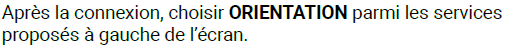 Après la connexion, choisir ORIENTATION parmi les services
proposés à gauche de l’écran.